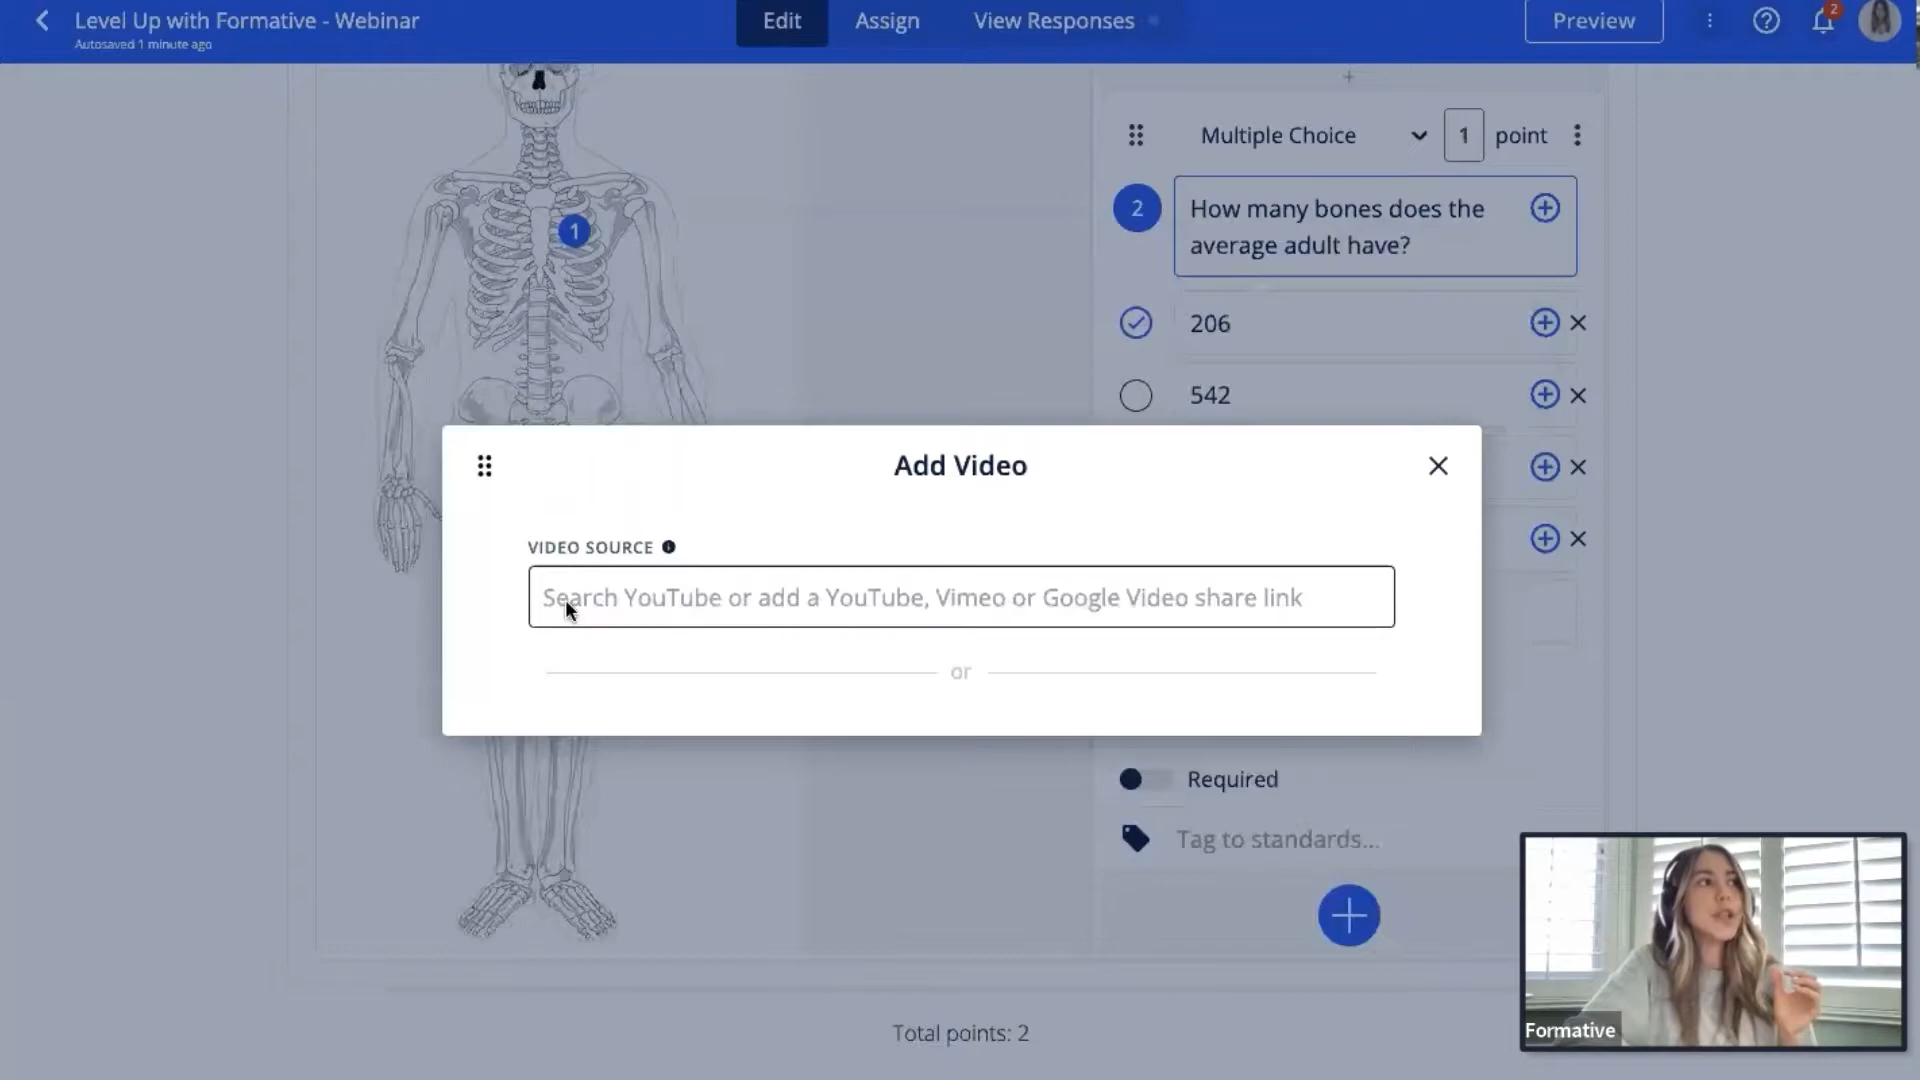 Level Up with Formative - Webinar
Autosaved 1 minute ago
Edit
Assign
View Responses
Preview
2
1
Multiple Choice
1
point
2
How many bones does the
average adult have?
206
542
Add Video
VIDEO SOURCE
Search YouTube or add a YouTube, Vimeo or Google Video share link
or
Required
Tag to standards...
Total points: 2
Formative